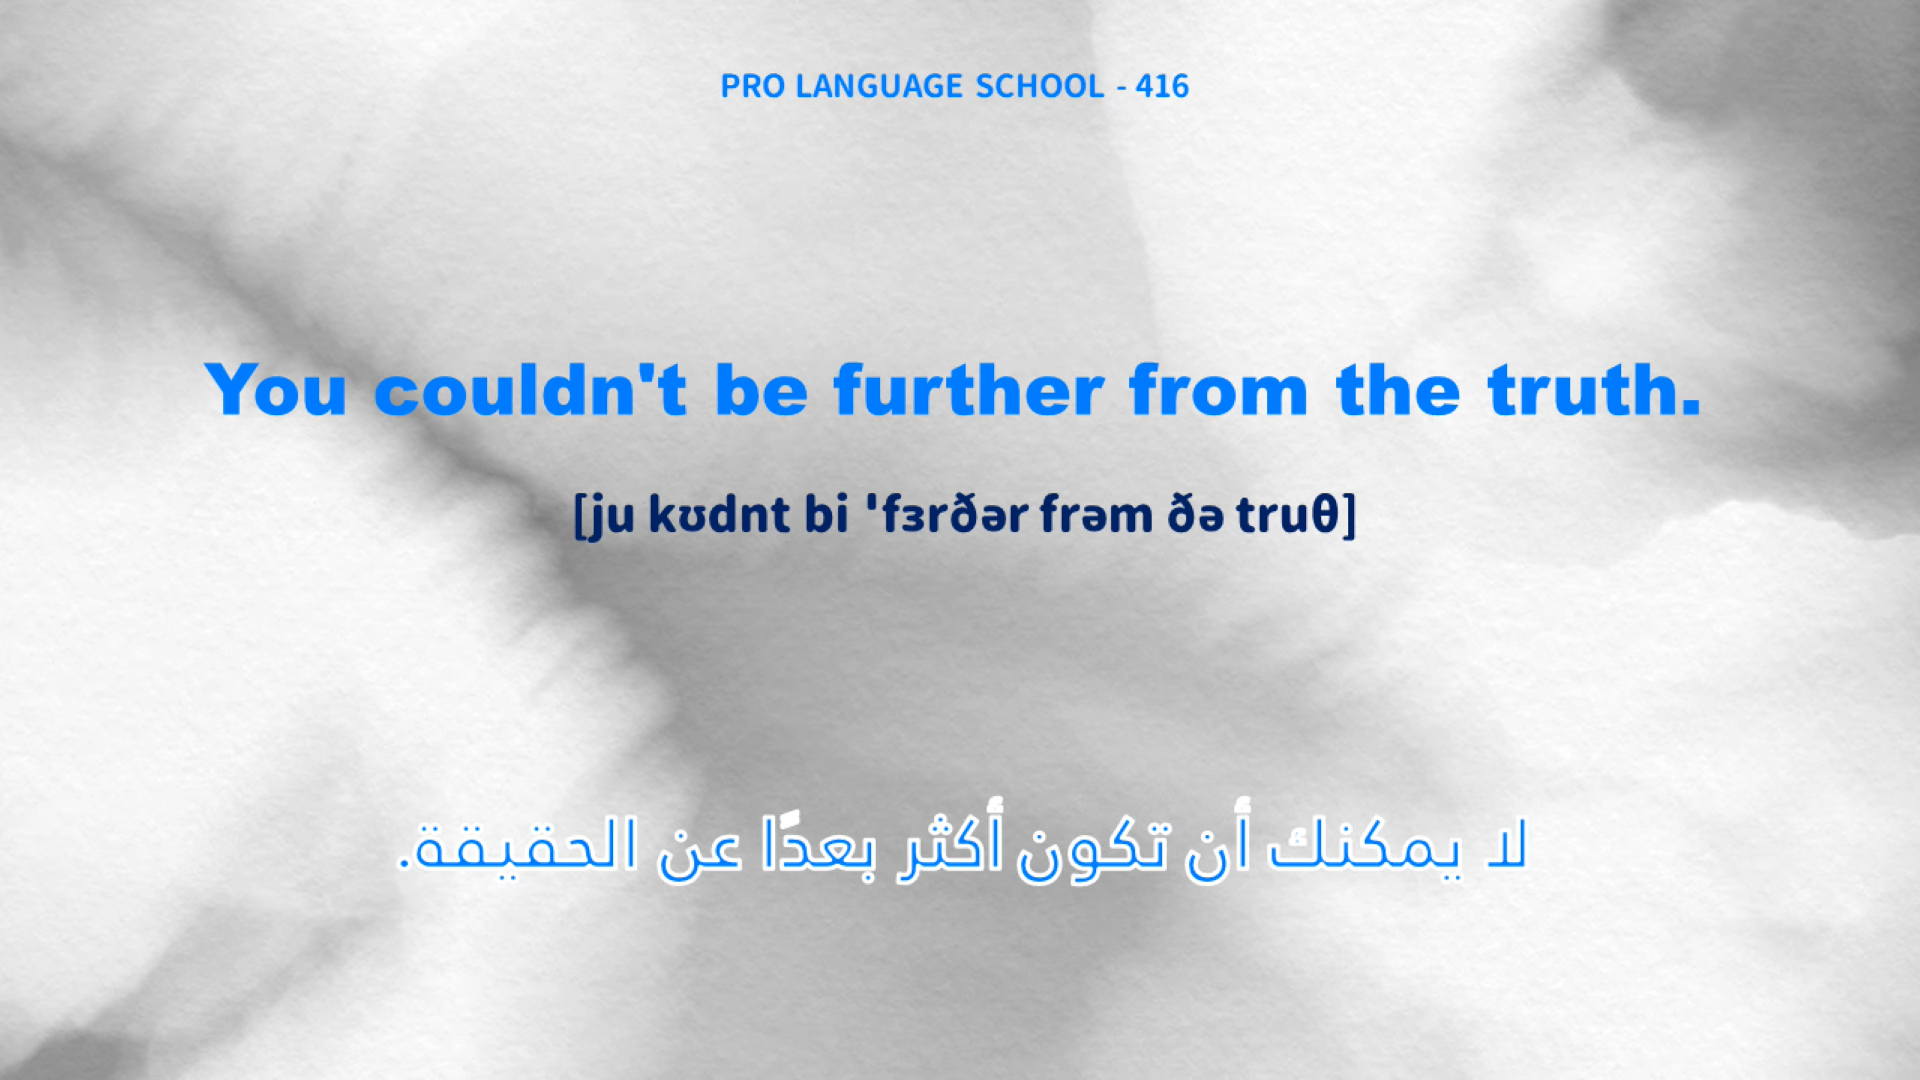 PRO LANGUAGE SCHOOL - 416
You couldn't be further from the truth.
[ju kʊdnt bi ˈfɜrðər frəm ðə truθ]
لا يمكنك أن تكون أكثر بعدًا عن الحقيقة.